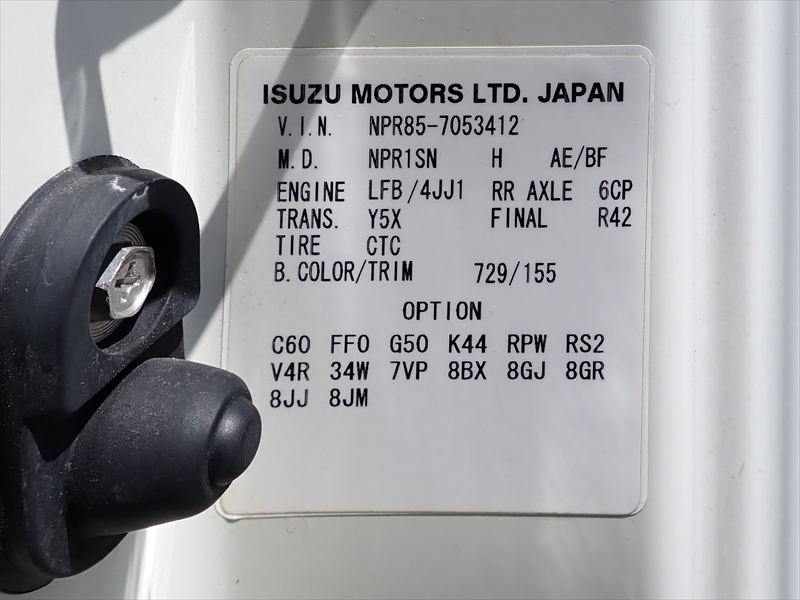 ISUZU MOTORS LTD. JAPAN
V.I.N. NPR85-7053412
M.D. NPR1SN H AE/BF
ENGINE LFB/4JJ1 RR AXLE 6CP
TRANS. Y5X FINAL R42
TIRE CTC
B.COLOR/TRIM 729/155
OPTION
C60 FF0 G50 K44 RPW RS2
V4R 34W 7VP 8BX 8GJ 8GR
8JJ 8JM